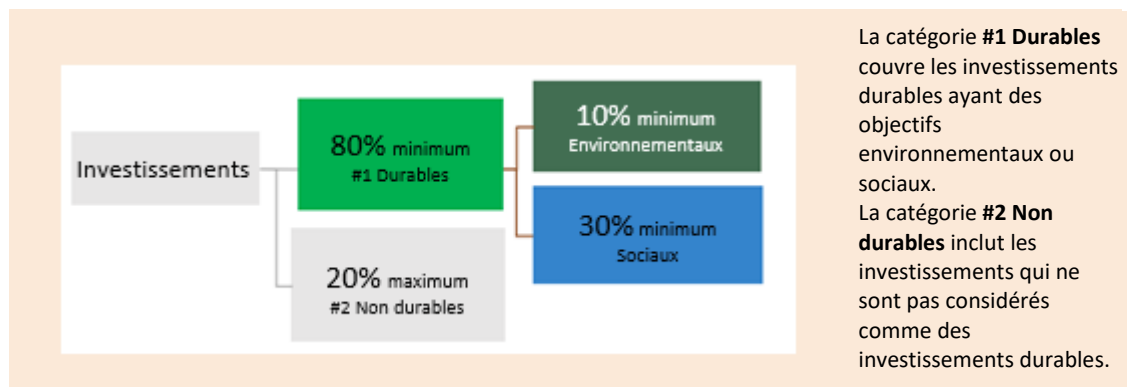 Investissements
80% minimum
#1 Durables
20% maximum
#2 Non durables
10% minimum
Environnementaux
30% minimum
Sociaux
La catégorie #1 Durables
couvre les investissements
durables ayant des
objectifs
environnementaux ou
sociaux.
La catégorie #2 Non
durables inclut les
investissements qui ne
sont pas considérés
comme des
investissements durables.